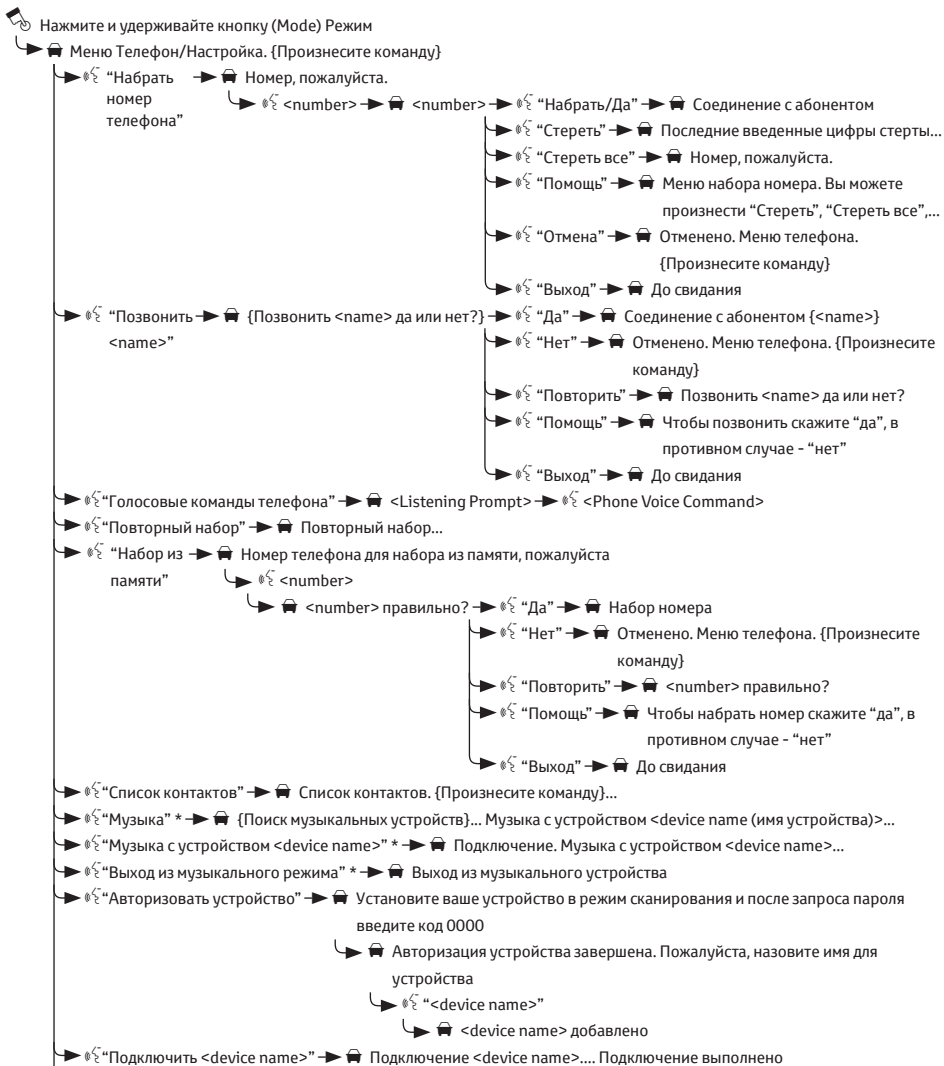 Нажмите и удерживайте кнопку (Mode) Режим
Меню Телефон/Настройка. {Произнесите команду}
“Набрать номер телефона” Номер, пожалуйста.
<number> <number> “Набрать/Да” Соединение с абонентом
“Стереть” Последние введенные цифры стерты...
“Стереть все” Номер, пожалуйста.
“Помощь” Меню набора номера. Вы можете
произнести “Стереть”, “Стереть все”,...
“Отмена” Отменено. Меню телефона.
{Произнесите команду}
“Выход” До свидания
“Позвонить <name>” {Позвонить <name> да или нет?} “Да” Соединение с абонентом {<name>}
“Нет” Отменено. Меню телефона. {Произнесите
команду}
“Повторить” Позвонить <name> да или нет?
“Помощь” Чтобы позвонить скажите “да”, в
противном случае - “нет”
“Выход” До свидания
“Голосовые команды телефона” <Listening Prompt> <Phone Voice Command>
“Повторный набор” Повторный набор...
“Набор из памяти” Номер телефона для набора из памяти, пожалуйста
<number>
<number> правильно? “Да” Набор номера
“Нет” Отменено. Меню телефона. {Произнесите
команду}
“Повторить” <number> правильно?
“Помощь” Чтобы набрать номер скажите “да”, в
противном случае - “нет”
“Выход” До свидания
“Список контактов” Список контактов. {Произнесите команду}...
“Музыка” * {Поиск музыкальных устройств}... Музыка с устройством <device name (имя устройства)>...
“Музыка с устройством <device name>” * Подключение. Музыка с устройством <device name>...
“Выход из музыкального режима” * Выход из музыкального устройства
“Авторизовать устройство” Установите ваше устройство в режим сканирования и после запроса пароля
введите код 0000
Авторизация устройства завершена. Пожалуйста, назовите имя для
устройства
“<device name>”
<device name> добавлено
“Подключить <device name>” Подключение <device name>.... Подключение выполнено